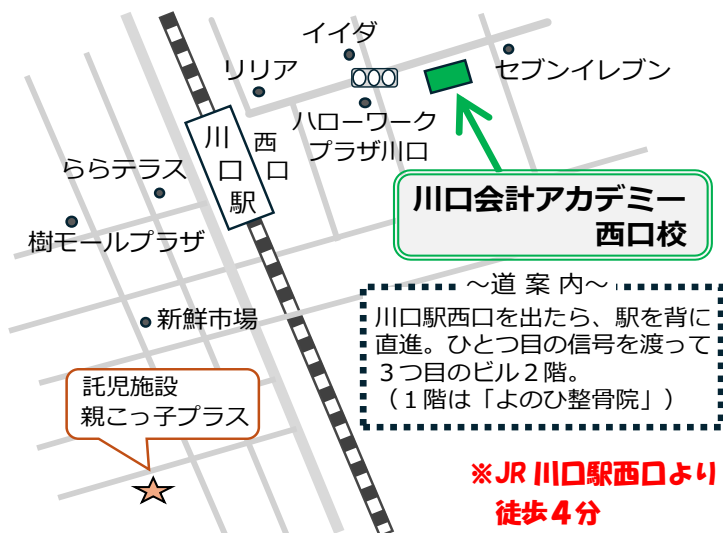 イイダ
リリア
セブンイレブン
ハローワーク
プラザ川口
川口駅
西口
ららテラス
樹モールプラザ
新鮮市場
川口会計アカデミー
西口校
~道 案 内~
川口駅西口を出たら、駅を背に
直進。ひとつ目の信号を渡って
3つ目のビル2階。
(1階は「よのひ整骨院」)
託児施設
親こっ子プラス
※JR 川口駅西口より
徒歩4分